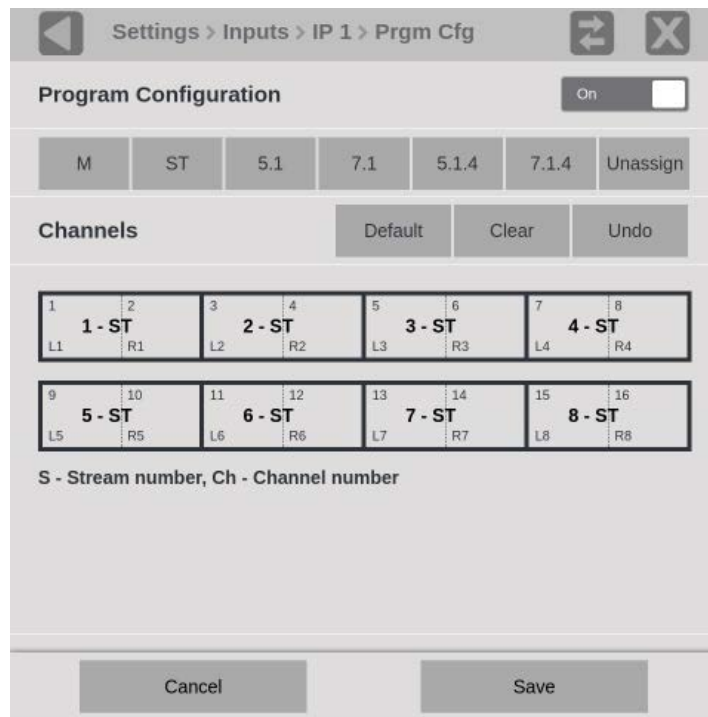 Settings > Inputs > IP 1 > Prgm Cfg
Program Configuration
On
M ST 5.1 7.1 5.1.4 7.1.4 Unassign
Channels Default Clear Undo
1 2 3 4 5 6 7 8
1 - ST 2 - ST 3 - ST 4 - ST
L1 R1 L2 R2 L3 R3 L4 R4
9 10 11 12 13 14 15 16
5 - ST 6 - ST 7 - ST 8 - ST
L5 R5 L6 R6 L7 R7 L8 R8
S - Stream number, Ch - Channel number
Cancel Save